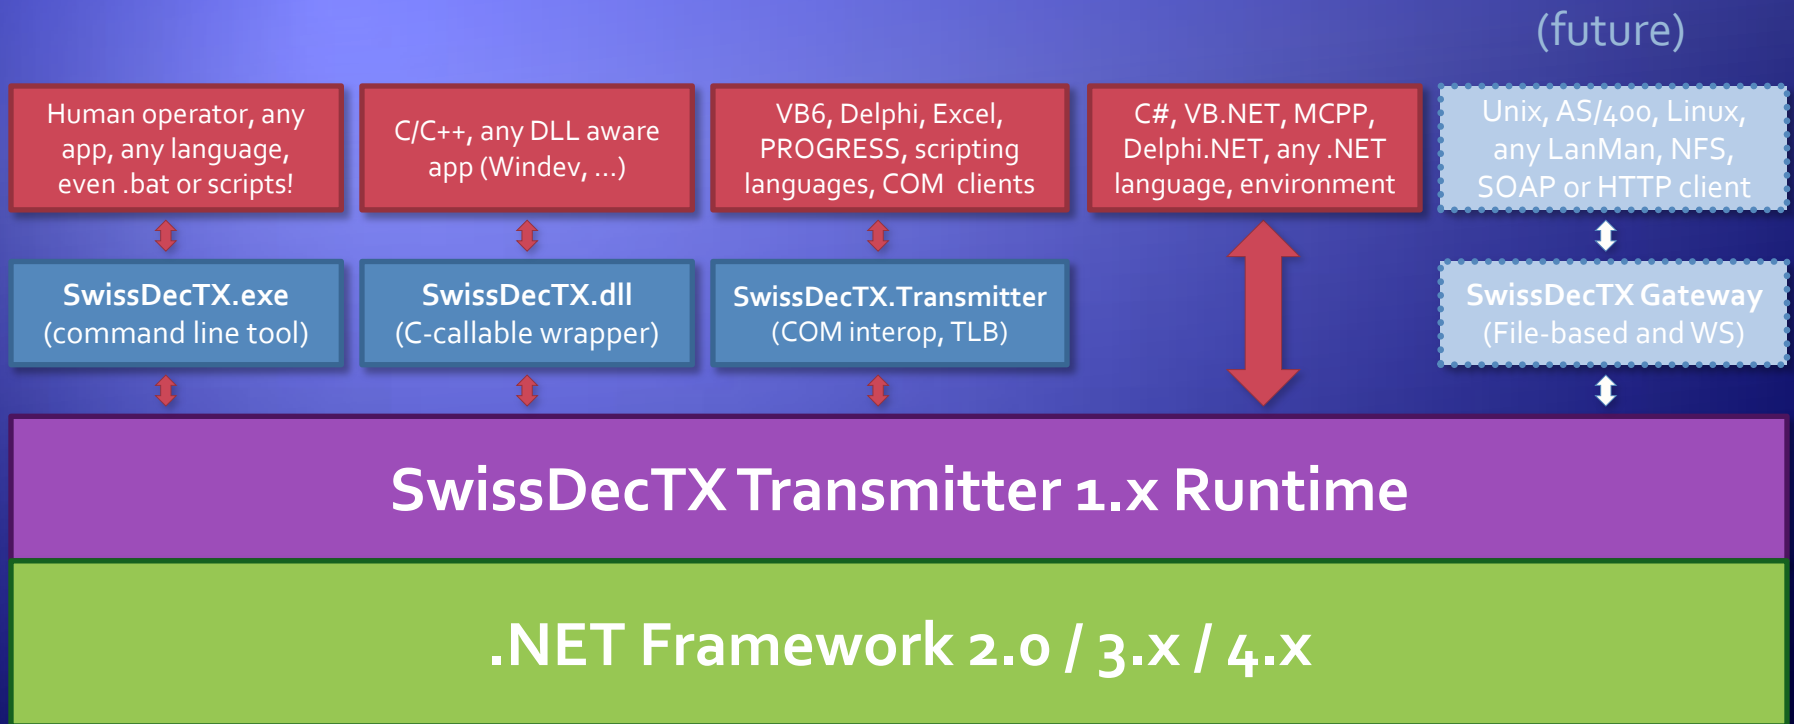 (future)
Human operator, any
app, any language,
even .bat or scripts!
C/C++, any DLL aware
app (Windev, ...)
VB6, Delphi, Excel,
PROGRESS, scripting
languages, COM clients
C#, VB.NET, MCPP,
Delphi.NET, any .NET
language, environment
Unix, AS/400, Linux,
any LanMan, NFS,
SOAP or HTTP client
SwissDecTX.exe
(command line tool)
SwissDecTX.dll
(C-callable wrapper)
SwissDecTX.Transmitter
(COM interop, TLB)
SwissDecTX Gateway
(File-based and WS)
SwissDecTX Transmitter 1.x Runtime
.NET Framework 2.0 / 3.x / 4.x